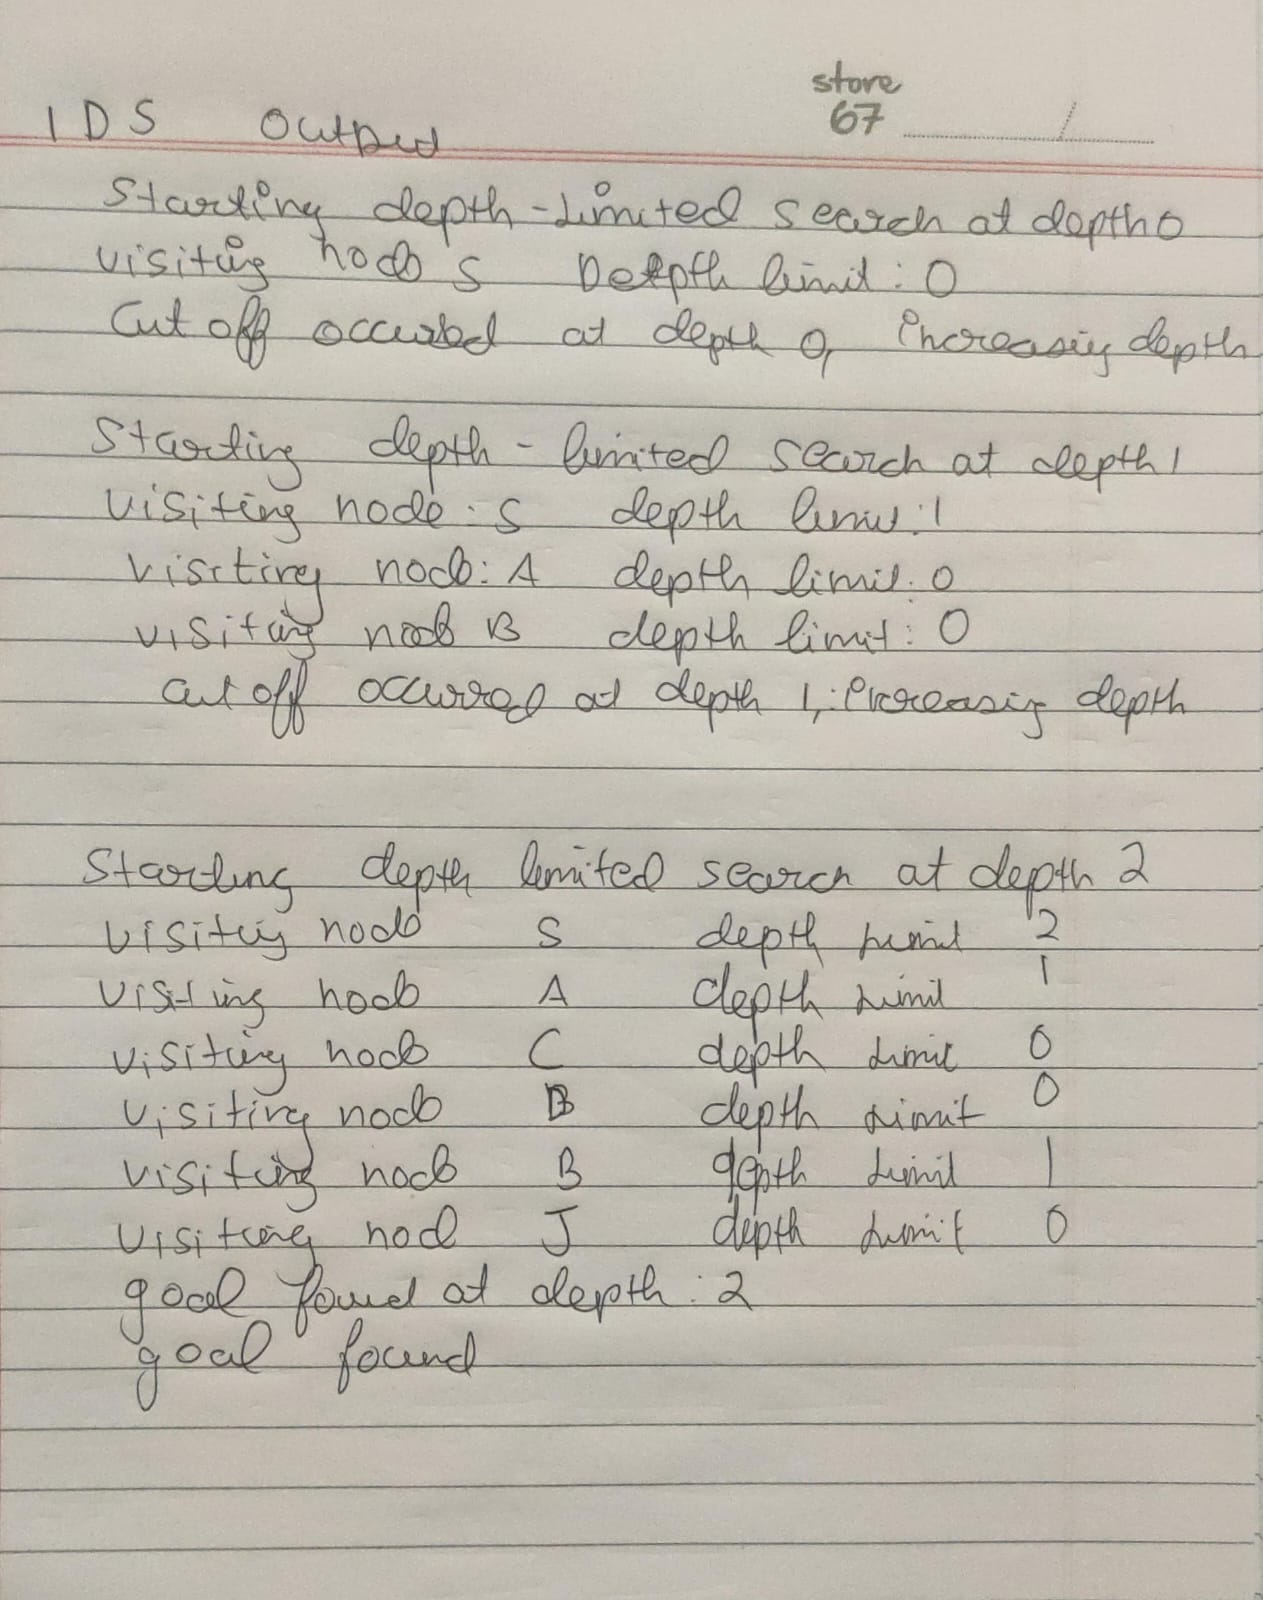 store
67
IDS Output
Starting depth-Limited search at depth 0
visiting node S Depth limit: 0
Cut off occurred at depth 0, increasing depth
Starting depth - limited search at depth 1
visiting node: S depth limit: 1
visiting node: A depth limit: 0
visiting node B depth limit: 0
cut off occurred at depth 1, increasing depth
Starting depth limited search at depth 2
visiting node S depth limit 2
visiting node A depth limit 1
visiting node C depth limit 0
visiting node B depth limit 0
visiting node B depth limit 1
visiting node J depth limit 0
goal found at depth: 2
goal found